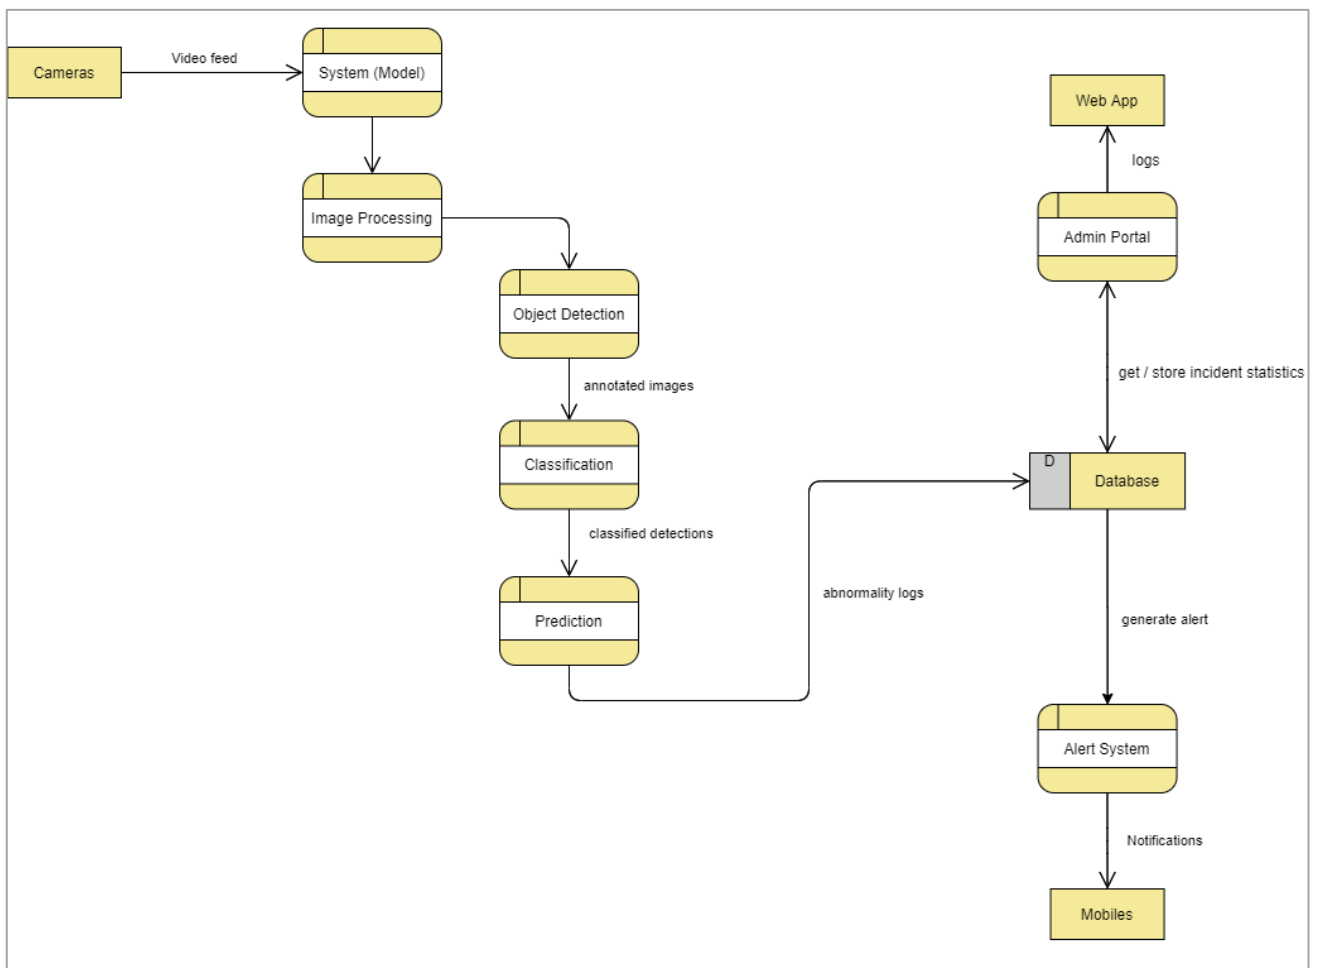 Cameras
Video feed
System (Model)
Image Processing
Object Detection
annotated images
Classification
classified detections
Prediction
abnormality logs
Web App
logs
Admin Portal
get / store incident statistics
D
Database
generate alert
Alert System
Notifications
Mobiles